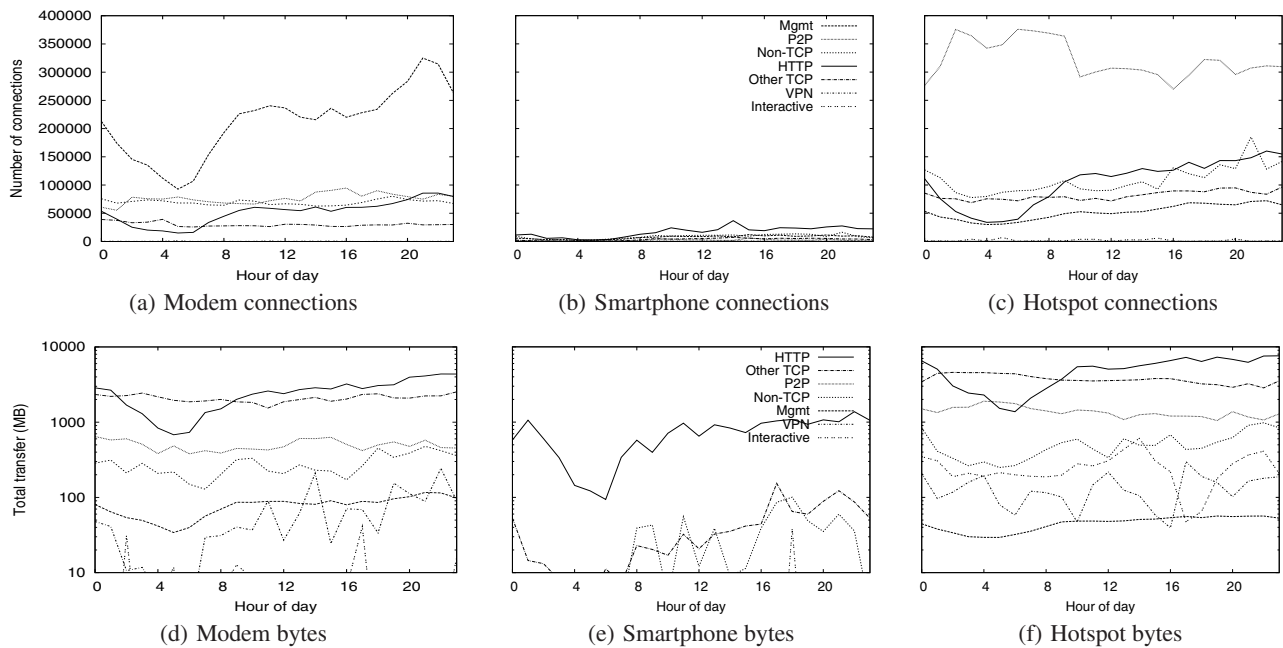 400000
350000
300000
250000
200000
150000
100000
50000
0
Number of connections
0 4 8 12 16 20
Hour of day
(a) Modem connections
Mgmt
P2P
Non-TCP
HTTP
Other TCP
VPN
Interactive
0 4 8 12 16 20
Hour of day
(b) Smartphone connections
0 4 8 12 16 20
Hour of day
(c) Hotspot connections
10000
1000
100
10
Total transfer (MB)
0 4 8 12 16 20
Hour of day
(d) Modem bytes
HTTP
Other TCP
P2P
Non-TCP
Mgmt
VPN
Interactive
0 4 8 12 16 20
Hour of day
(e) Smartphone bytes
0 4 8 12 16 20
Hour of day
(f) Hotspot bytes